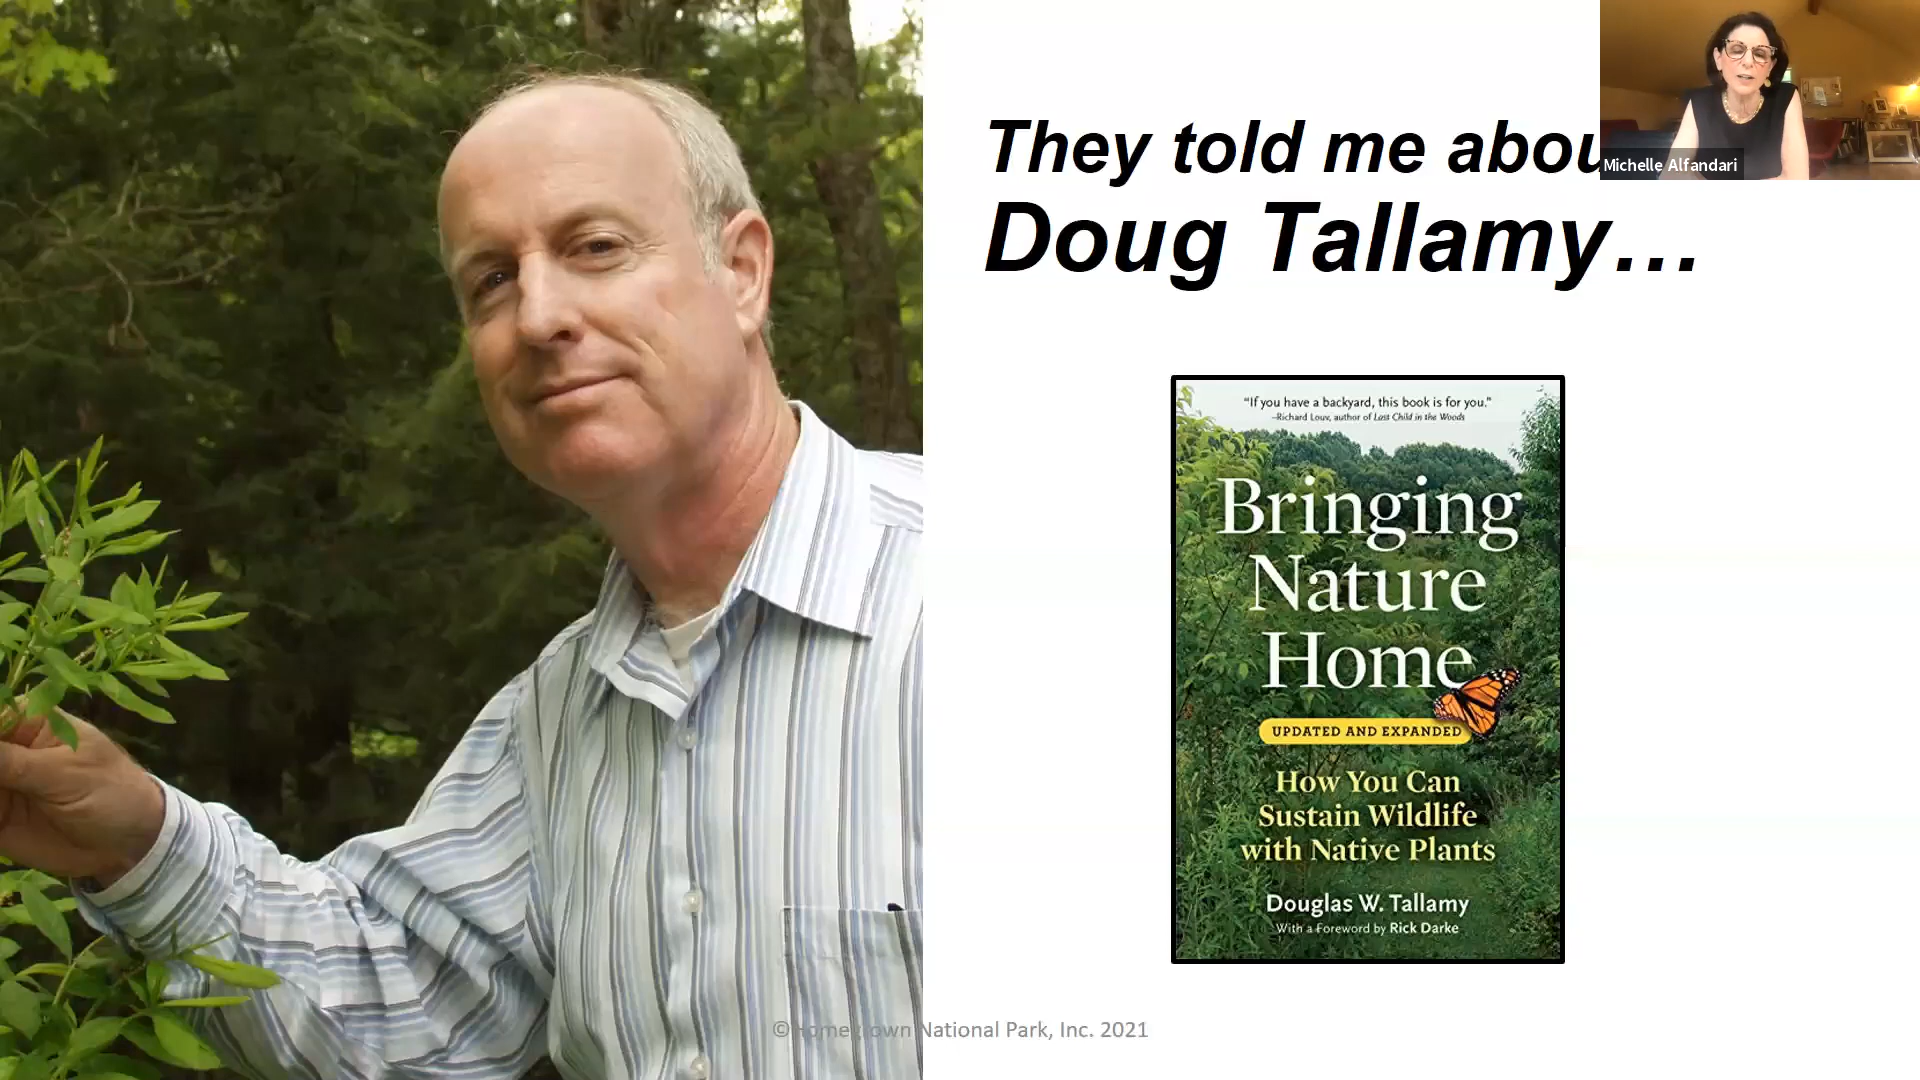 They told me abou
Michelle Alfandari
Doug Tallamy…
“If you have a backyard, this book is for you.”
–Richard Louv, author of Last Child in the Woods
Bringing
Nature
Home
UPDATED AND EXPANDED
How You Can
Sustain Wildlife
with Native Plants
Douglas W. Tallamy
With a Foreword by Rick Darke
©Homegrown National Park, Inc. 2021